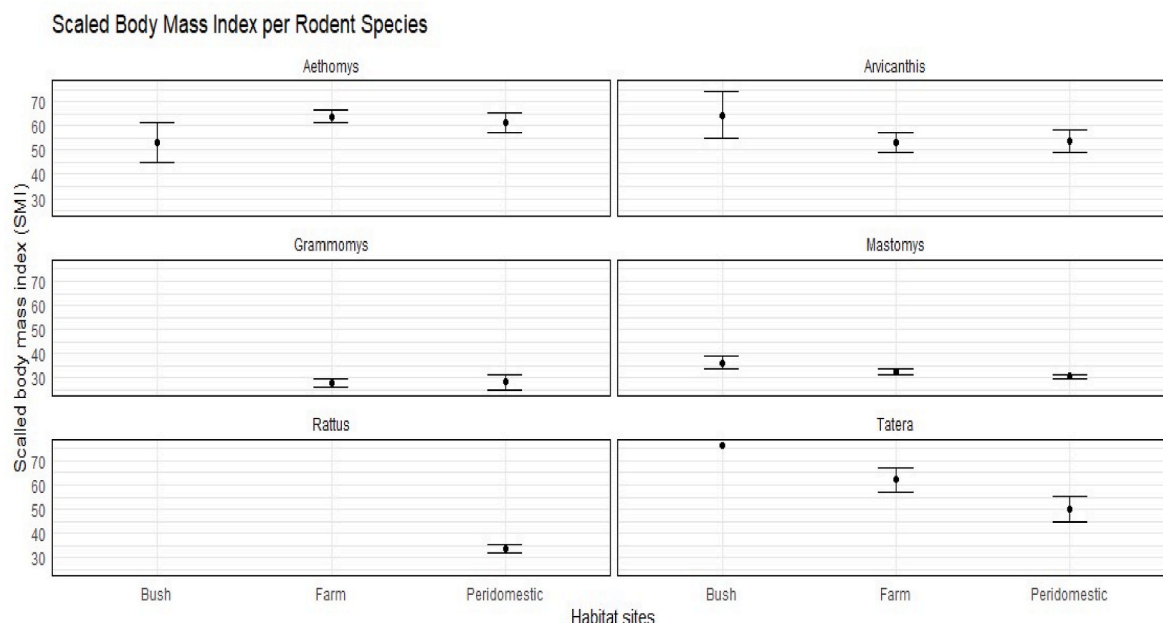 Scaled Body Mass Index per Rodent Species
Aethomys
Arvicanthis
70
60
50
40
30
Grammomys
Mastomys
70
60
50
40
30
Rattus
Tatera
70
60
50
40
30
Scalled body mass index (SMI)
Bush
Farm
Peridomestic
Bush
Farm
Peridomestic
Habitat sites